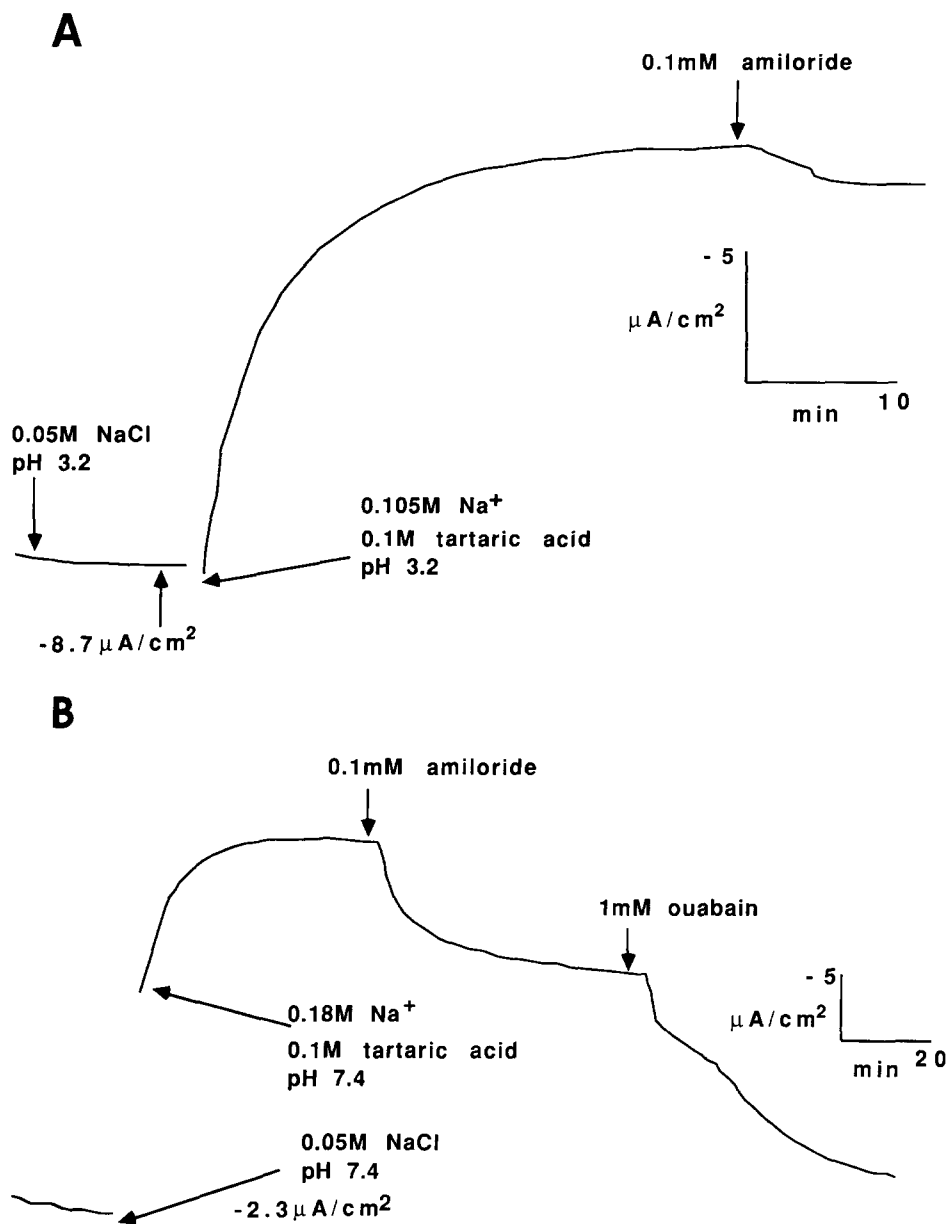 A
0.1mM amiloride
- 5
μA/cm²
min 10
0.05M NaCl
pH 3.2
0.105M Na⁺
0.1M tartaric acid
pH 3.2
-8.7μA/cm²
B
0.1mM amiloride
1mM ouabain
- 5
μA/cm²
min 20
0.18M Na⁺
0.1M tartaric acid
pH 7.4
0.05M NaCl
pH 7.4
-2.3μA/cm²